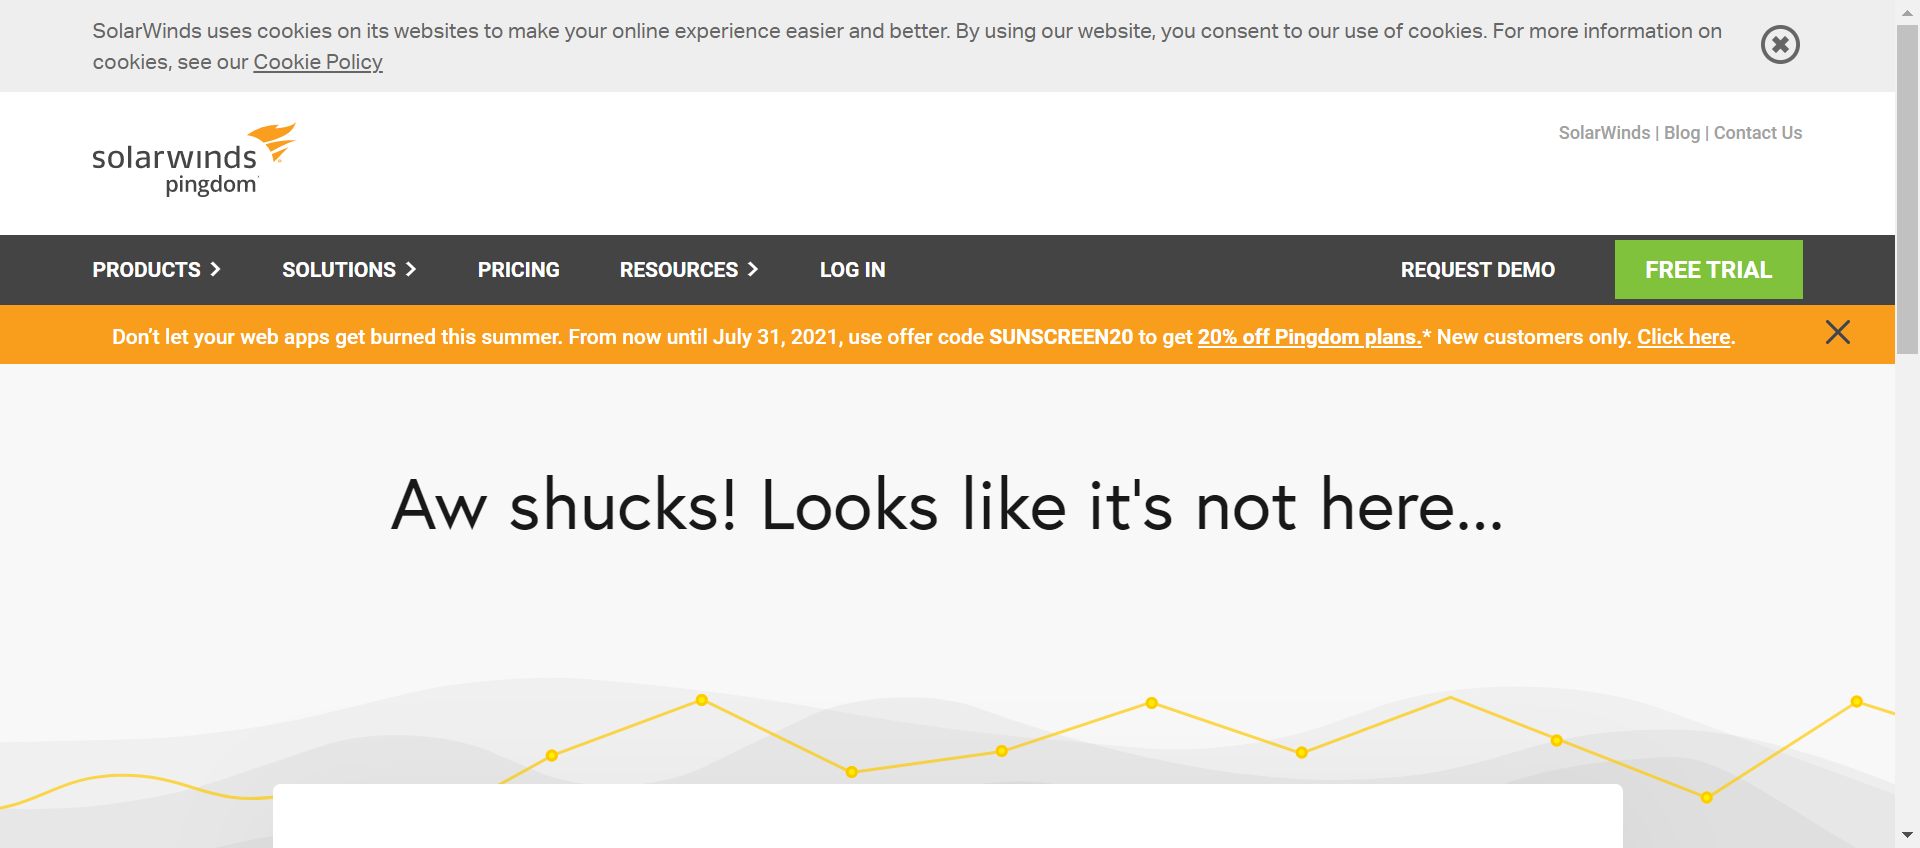 SolarWinds uses cookies on its websites to make your online experience easier and better. By using our website, you consent to our use of cookies. For more information on
cookies, see our Cookie Policy
solarwinds
pingdom
SolarWinds | Blog | Contact Us
PRODUCTS SOLUTIONS PRICING RESOURCES LOG IN REQUEST DEMO FREE TRIAL
Don’t let your web apps get burned this summer. From now until July 31, 2021, use offer code SUNSCREEN20 to get 20% off Pingdom plans.* New customers only. Click here.
Aw shucks! Looks like it's not here...